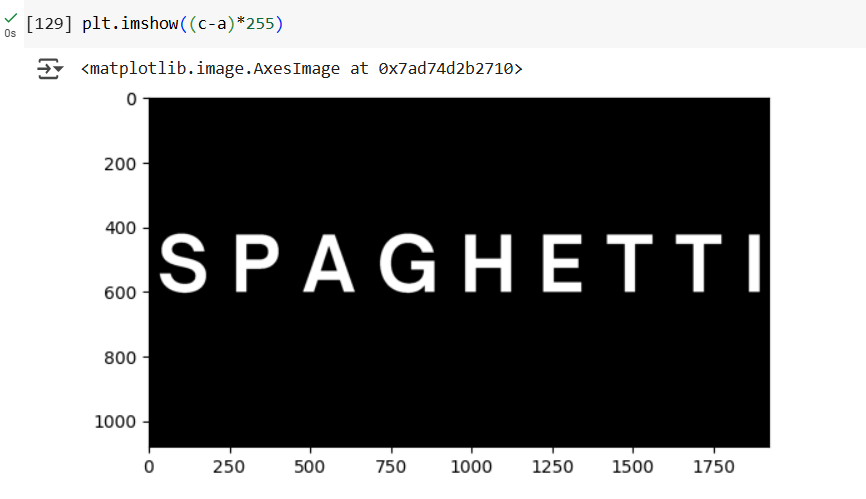 [129] plt.imshow((c-a)*255)
0s
<matplotlib.image.AxesImage at 0x7ad74d2b2710>
0
200
400
SPAGHETTI
600
800
1000
0 250 500 750 1000 1250 1500 1750